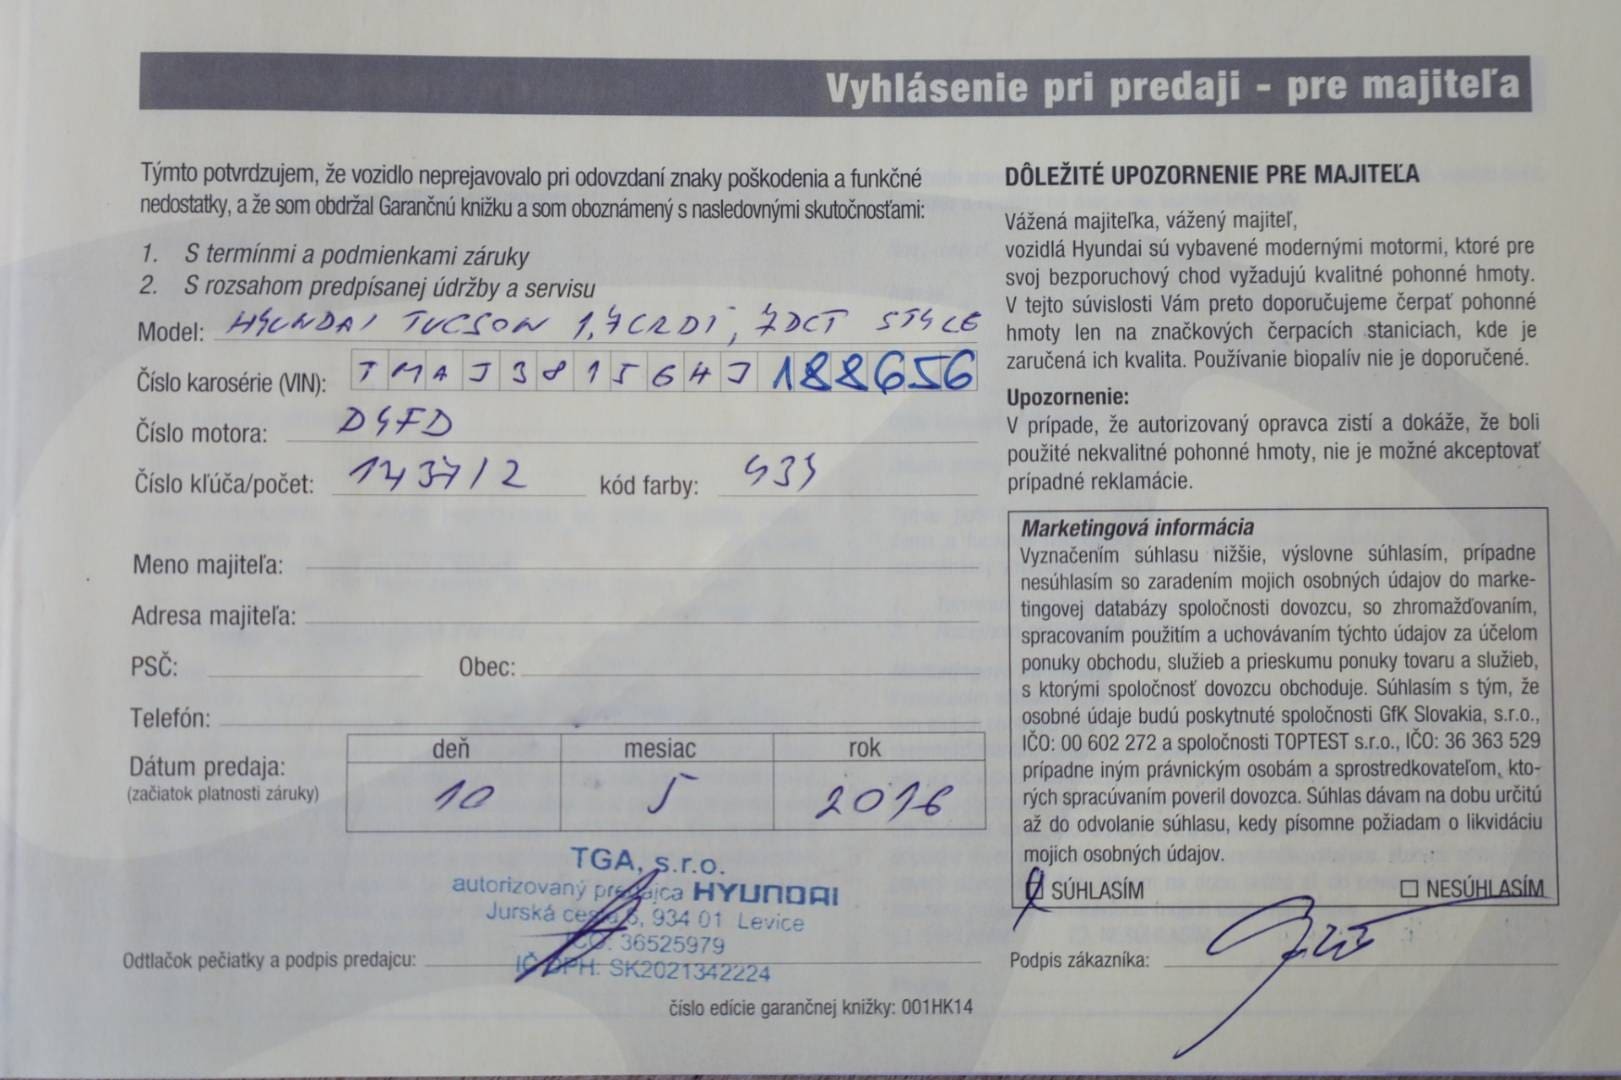 Vyhlásenie pri predaji - pre majiteľa
Týmto potvrdzujem, že vozidlo neprejavovalo pri odovzdaní znaky poškodenia a funkčné
nedostatky, a že som obdržal Garančnú knižku a som oboznámený s nasledovnými skutočnosťami:
1. S termínmi a podmienkami záruky
2. S rozsahom predpísanej údržby a servisu
Model: HYUNDAI TUCSON 1,7CRDI, 7DCT STYLE
Číslo karosérie (VIN): TMAJ381564J188656
Číslo motora: D4FD
Číslo kľúča/počet: 1437/2 kód farby:
Meno majiteľa:
Adresa majiteľa:
PSČ: Obec:
Telefón:
Dátum predaja:
(začiatok platnosti záruky)
deň mesiac rok
10 5 2016
TGA, s.r.o.
autorizovaný predajca HYUNDAI
Jurská cesta 6, 934 01 Levice
IČO: 36525979
IČ DPH: SK2021342224
Odtlačok pečiatky a podpis predajcu:
číslo edície garančnej knižky: 001HK14
DÔLEŽITÉ UPOZORNENIE PRE MAJITEĽA
Vážená majiteľka, vážený majiteľ,
vozidlá Hyundai sú vybavené modernými motormi, ktoré pre
svoj bezporuchový chod vyžadujú kvalitné pohonné hmoty.
V tejto súvislosti Vám preto doporučujeme čerpať pohonné
hmoty len na značkových čerpacích staniciach, kde je
zaručená ich kvalita. Používanie biopalív nie je doporučené.
Upozornenie:
V prípade, že autorizovaný opravca zistí a dokáže, že boli
použité nekvalitné pohonné hmoty, nie je možné akceptovať
prípadné reklamácie.
Marketingová informácia
Vyznačením súhlasu nižšie, výslovne súhlasím, prípadne
nesúhlasím so zaradením mojich osobných údajov do marke-
tingovej databázy spoločnosti dovozcu, so zhromažďovaním,
spracovaním použitím a uchovávaním týchto údajov za účelom
ponuky obchodu, služieb a prieskumu ponuky tovaru a služieb,
s ktorými spoločnosť dovozcu obchoduje. Súhlasím s tým, že
osobné údaje budú poskytnuté spoločnosti GfK Slovakia, s.r.o.,
IČO: 00 602 272 a spoločnosti TOPTEST s.r.o., IČO: 36 363 529
prípadne iným právnickým osobám a sprostredkovateľom, kto-
rých spracúvaním poveril dovozca. Súhlas dávam na dobu určitú
až do odvolanie súhlasu, kedy písomne požiadam o likvidáciu
mojich osobných údajov.
SÚHLASÍM NESÚHLASÍM
Podpis zákazníka: